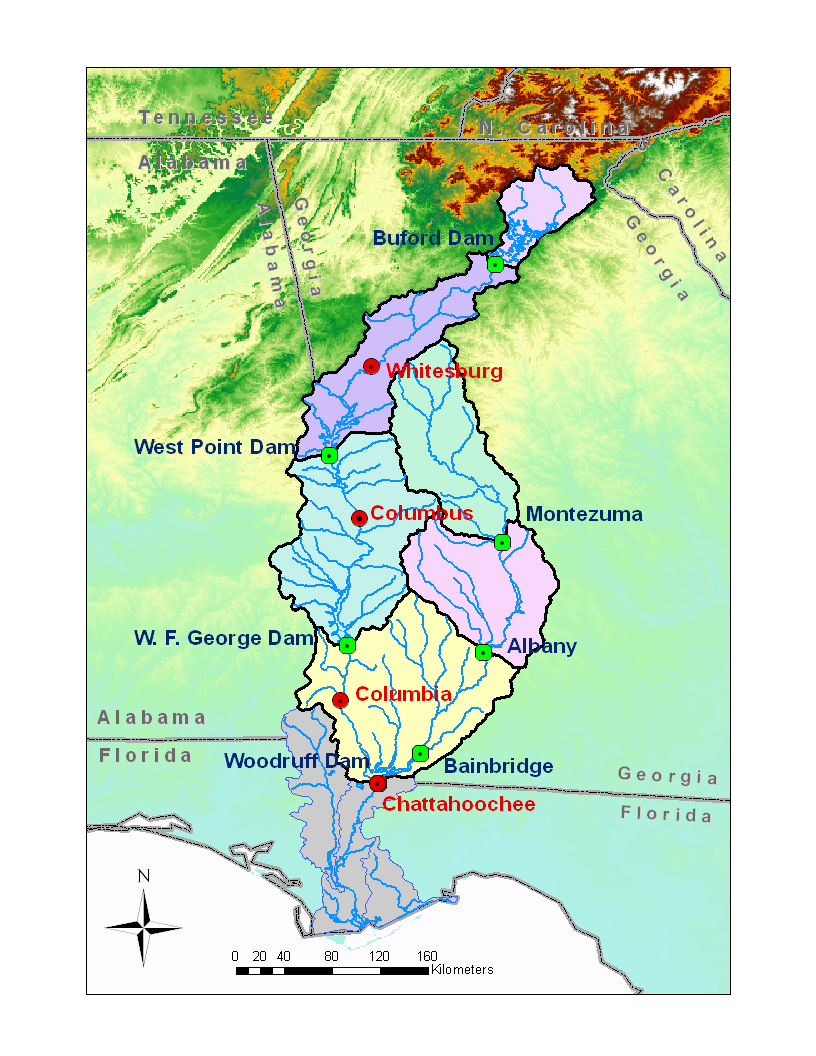 Tennessee
N. Carolina
Alabama
Carolina
Georgia
Alabama
Georgia
Buford Dam
Whitesburg
West Point Dam
Columbus
Montezuma
W. F. George Dam
Albany
Columbia
Alabama
Florida
Woodruff Dam
Bainbridge
Georgia
Florida
Chattahoochee
N
0 20 40 80 120 160
Kilometers